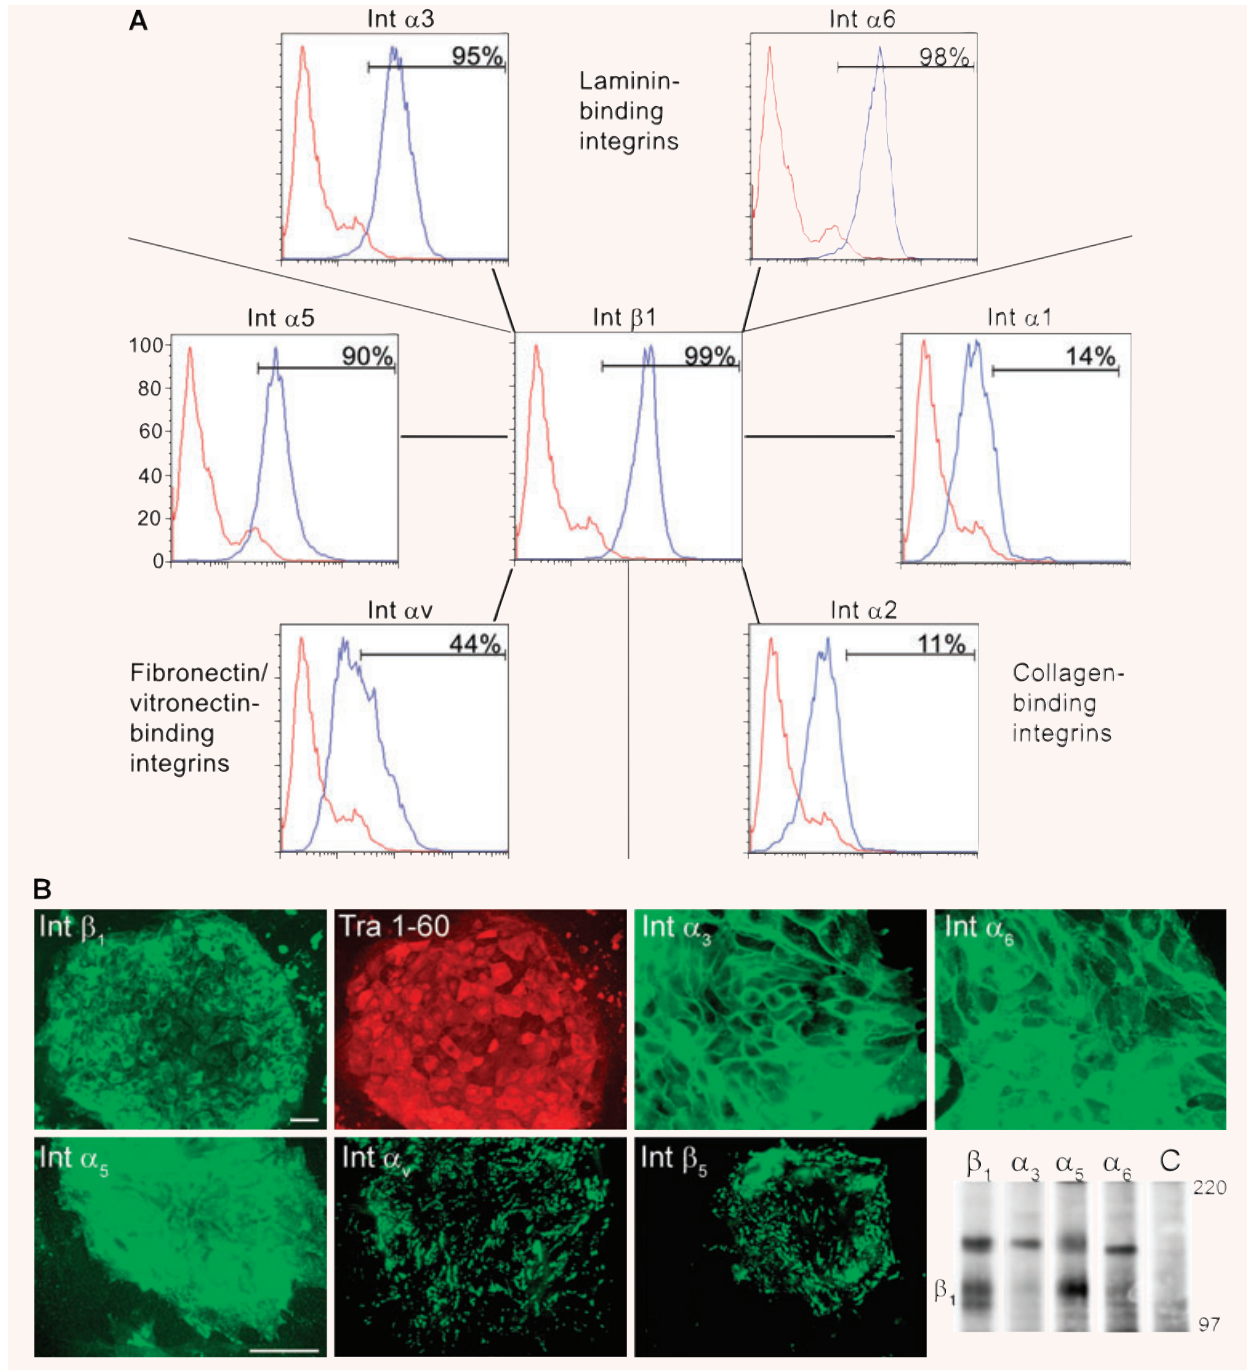 A
Int α3
95%
Laminin-
binding
integrins
Int α6
98%
Int α5
100
80
60
40
20
0
90%
Int β1
99%
Int α1
14%
Int αv
44%
Fibronectin/
vitronectin-
binding
integrins
Int α2
11%
Collagen-
binding
integrins
B
Int β1
Tra 1-60
Int α3
Int α6
Int α5
Int αv
Int β5
β1 α3 α5 α6 C
220
β1
97